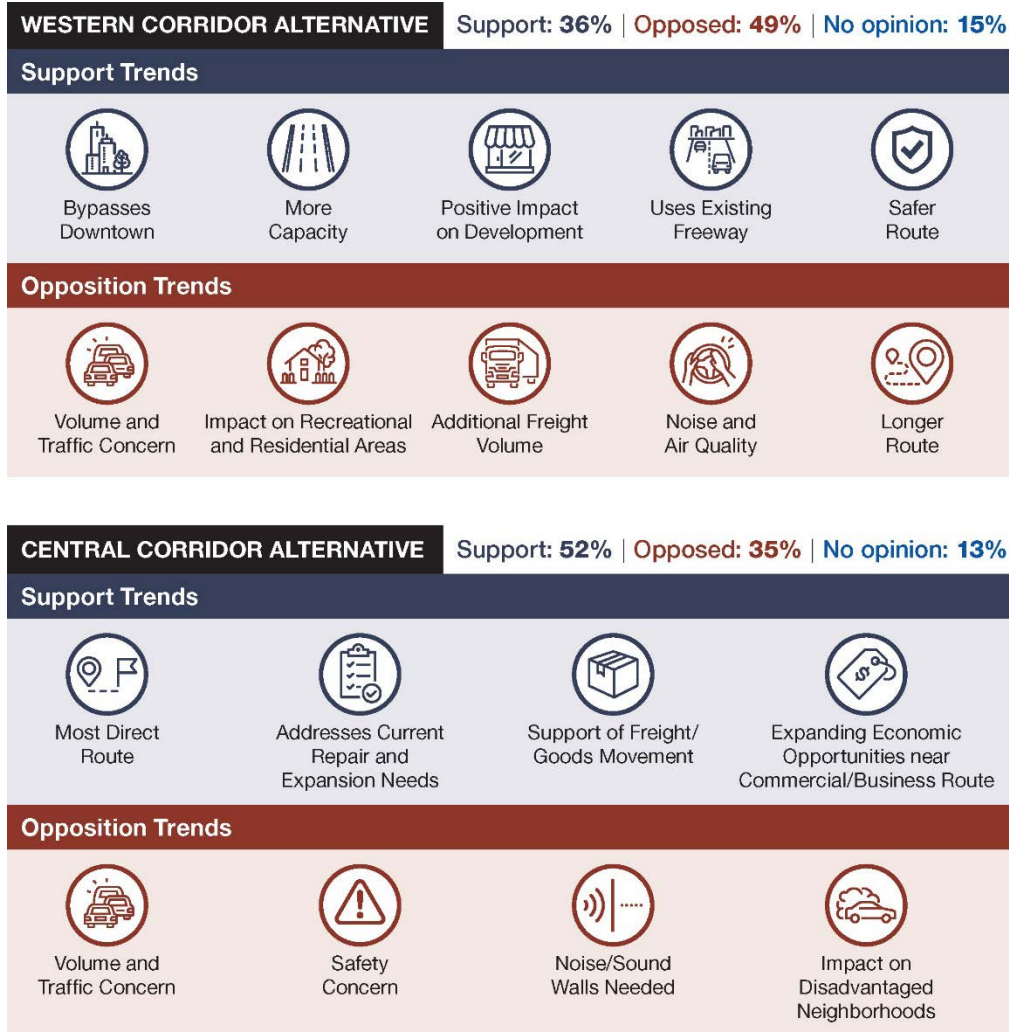 WESTERN CORRIDOR ALTERNATIVE Support: 36% | Opposed: 49% | No opinion: 15%
Support Trends
Bypasses
Downtown
More
Capacity
Positive Impact
on Development
Uses Existing
Freeway
Safer
Route
Opposition Trends
Volume and
Traffic Concern
Impact on Recreational
and Residential Areas
Additional Freight
Volume
Noise and
Air Quality
Longer
Route
CENTRAL CORRIDOR ALTERNATIVE Support: 52% | Opposed: 35% | No opinion: 13%
Support Trends
Most Direct
Route
Addresses Current
Repair and
Expansion Needs
Support of Freight/
Goods Movement
$
Expanding Economic
Opportunities near
Commercial/Business Route
Opposition Trends
Volume and
Traffic Concern
Safety
Concern
Noise/Sound
Walls Needed
Impact on
Disadvantaged
Neighborhoods